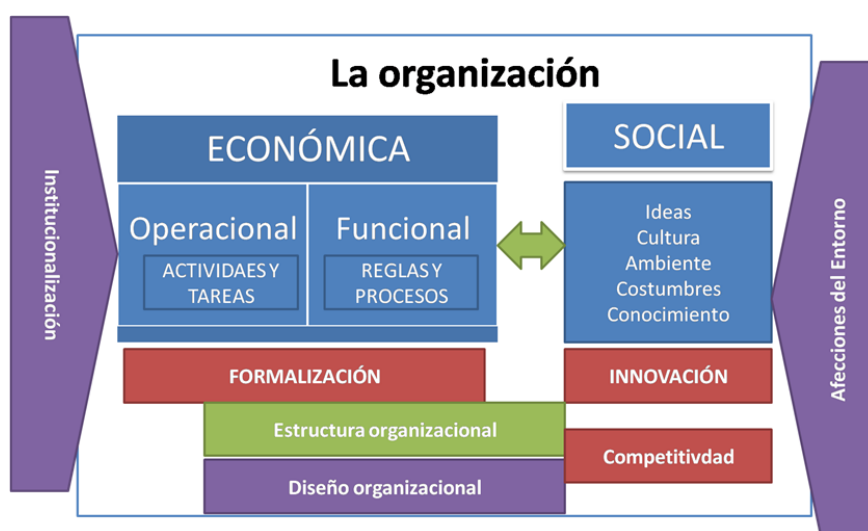 La organización
Institucionalización
ECONÓMICA
Operacional
ACTIVIDAES Y
TAREAS
Funcional
REGLAS Y
PROCESOS
SOCIAL
Ideas
Cultura
Ambiente
Costumbres
Conocimiento
Afecciones del Entorno
FORMALIZACIÓN
INNOVACIÓN
Estructura organizacional
Competitivdad
Diseño organizacional